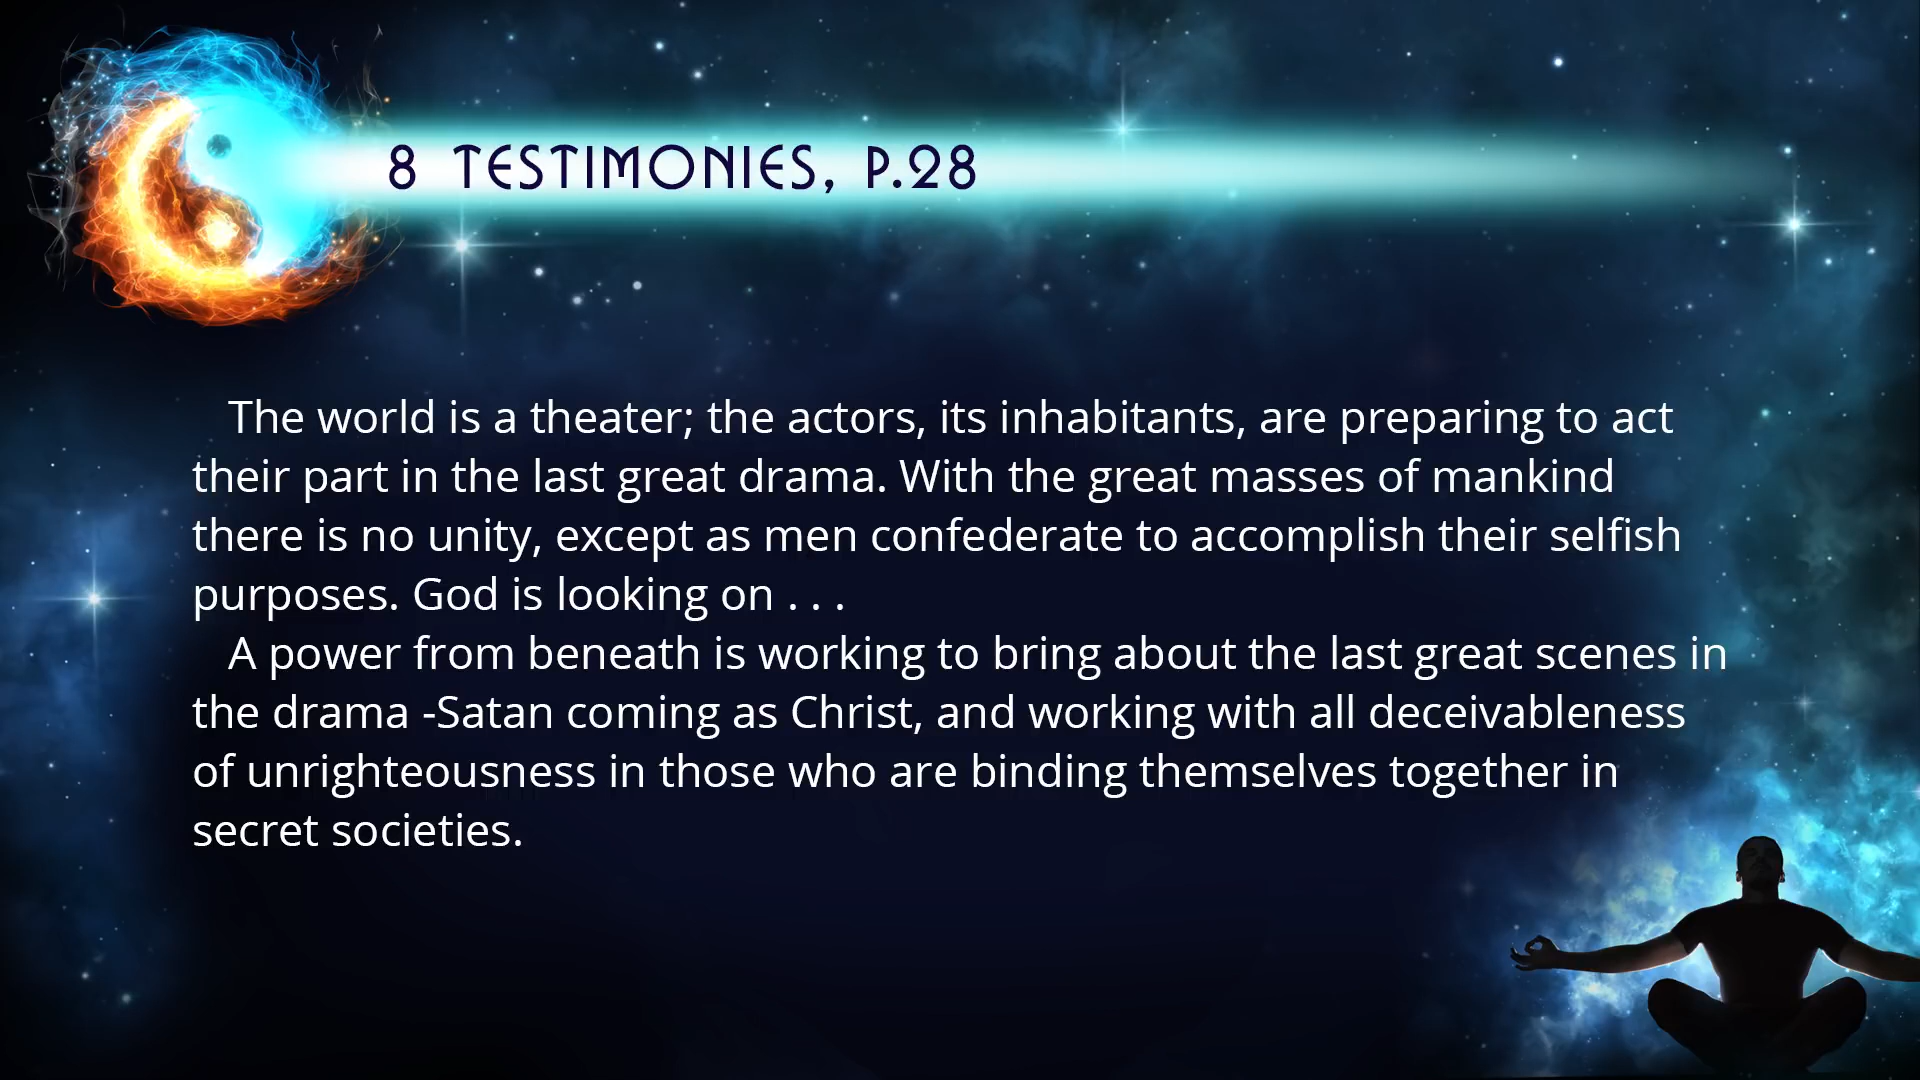 8 TESTIMONIES, P.28
The world is a theater; the actors, its inhabitants, are preparing to act
their part in the last great drama. With the great masses of mankind
there is no unity, except as men confederate to accomplish their selfish
purposes. God is looking on . . .
A power from beneath is working to bring about the last great scenes in
the drama -Satan coming as Christ, and working with all deceivableness
of unrighteousness in those who are binding themselves together in
secret societies.